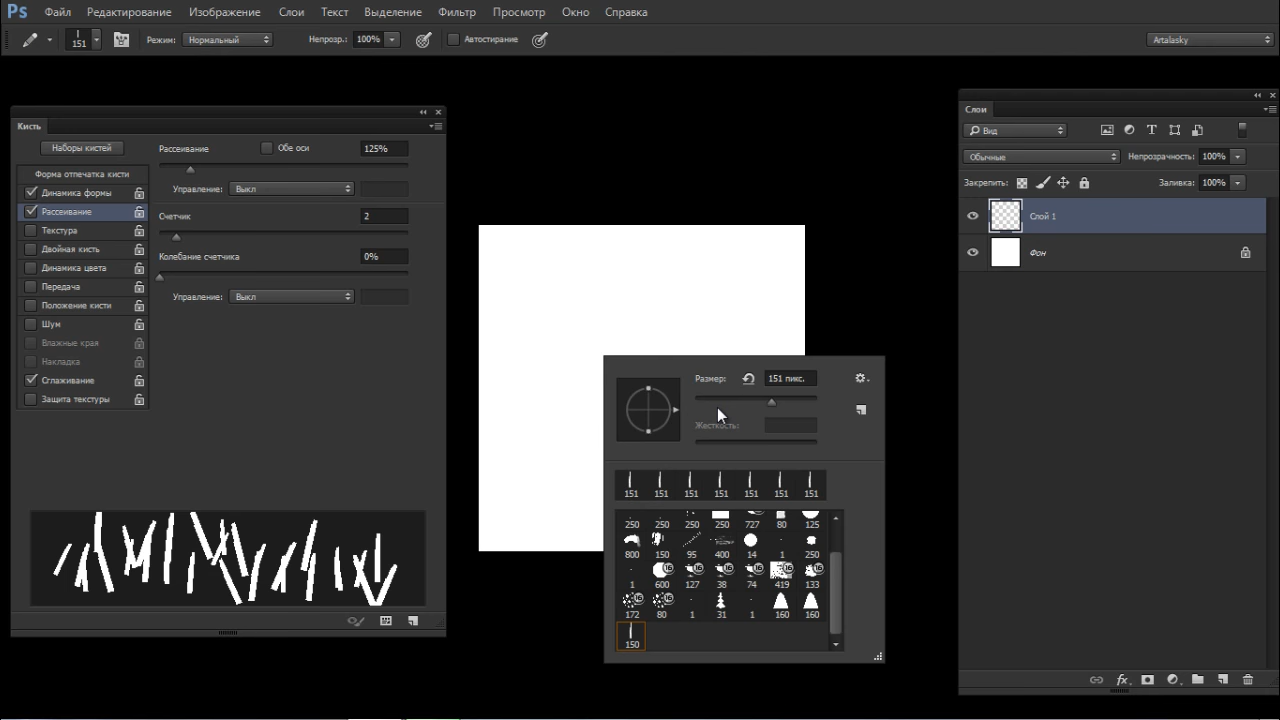 Ps Файл Редактирование Изображение Слои Текст Выделение Фильтр Просмотр Окно Справка
151 Режим: Нормальный Непрозр.: 100% Автостирание Artalasky
Кисть
Наборы кистей
Форма отпечатка кисти
Динамика формы
Рассеивание
Текстура
Двойная кисть
Динамика цвета
Передача
Положение кисти
Шум
Влажные края
Накладка
Сглаживание
Защита текстуры
Рассеивание Обе оси 125%
Управление: Выкл
Счетчик 2
Колебание счетчика 0%
Управление: Выкл
Размер: 151 пикс.
Жесткость:
151 151 151 151 151 151 151
250 250 250 250 727 80 125
800 150 95 400 14 1 250
1 600 127 38 74 419 133
172 80 1 31 1 160 160
150
Слои
Вид
Обычные Непрозрачность: 100%
Закрепить: Заливка: 100%
Слой 1
Фон